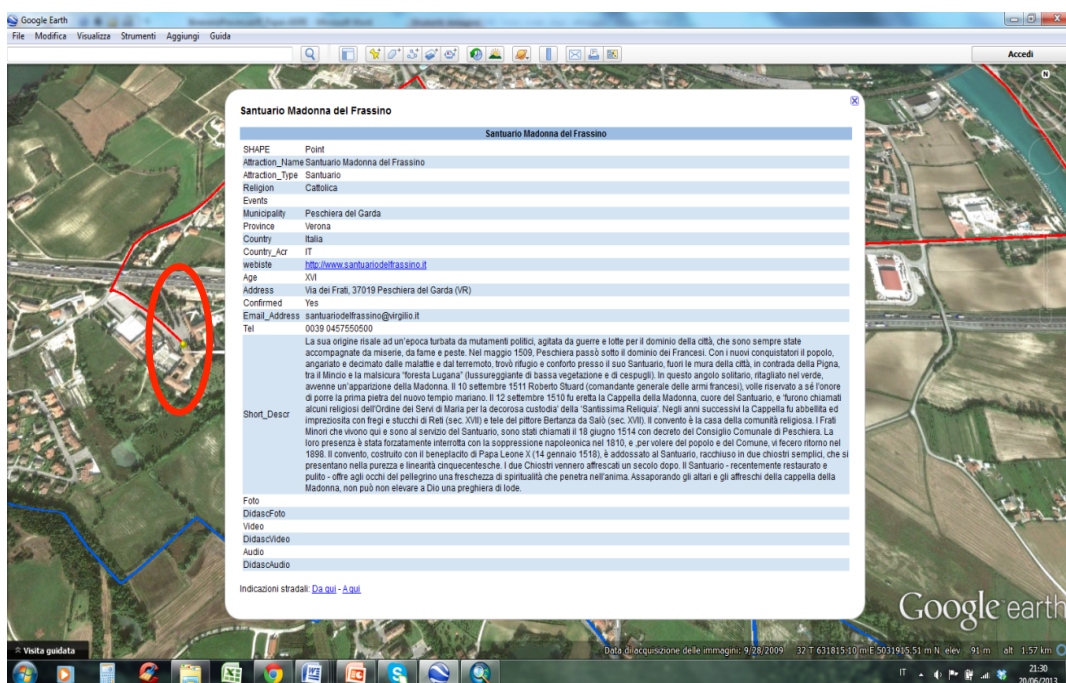 Google Earth
File Modifica Visualizza Strumenti Aggiungi Guida
Accedi
N
Santuario Madonna del Frassino
Santuario Madonna del Frassino
SHAPE Point
Attraction_Name Santuario Madonna del Frassino
Attraction_Type Santuario
Religion Cattolica
Events
Municipality Peschiera del Garda
Province Verona
Country Italia
Country_Acr IT
webiste http://www.santuariodelfrassino.it
Age XVI
Address Via dei Frati, 37019 Peschiera del Garda (VR)
Confirmed Yes
Email_Address santuariodelfrassino@virgilio.it
Tel 0039 0457550500
La sua origine risale ad un'epoca turbata da mutamenti politici, agitata da guerre e lotte per il dominio della città, che sono sempre state
accompagnate da miserie, da fame e peste. Nel maggio 1509, Peschiera passò sotto il dominio dei Francesi. Con i nuovi conquistatori il popolo,
angariato e decimato dalle malattie e dal terremoto, trovò rifugio e conforto presso il suo Santuario, fuori le mura della città, in contrada della Pigna,
tra il Mincio e la malsicura "foresta Lugana" (lussureggiante di bassa vegetazione e di cespugli). In questo angolo solitario, ritagliato nel verde,
avvenne un'apparizione della Madonna. Il 10 settembre 1511 Roberto Stuard (comandante generale delle armi francesi), volle riservato a sé l'onore
di porre la prima pietra del nuovo tempio mariano. Il 12 settembre 1510 fu eretta la Cappella della Madonna, cuore del Santuario, e 'furono chiamati
Short_Descr alcuni religiosi dell'Ordine dei Servi di Maria per la decorosa custodia' della 'Santissima Reliquia'. Negli anni successivi la Cappella fu abbellita ed
impreziosita con fregi e stucchi di Reti (sec. XVII) e tele del pittore Bertanza da Salò (sec. XVII). Il convento è la casa della comunità religiosa. I Frati
Minori che vivono qui e sono al servizio del Santuario, sono stati chiamati il 18 giugno 1514 con decreto del Consiglio Comunale di Peschiera. La
loro presenza è stata forzatamente interrotta con la soppressione napoleonica nel 1810, e ,per volere del popolo e del Comune, vi fecero ritorno nel
1898. Il convento, costruito con il beneplacito di Papa Leone X (14 gennaio 1518), è addossato al Santuario, racchiuso in due chiostri semplici, che si
presentano nella purezza e linearità cinquecentesche. I due Chiostri vennero affrescati un secolo dopo. Il Santuario - recentemente restaurato e
pulito - offre agli occhi del pellegrino una freschezza di spiritualità che penetra nell'anima. Assaporando gli altari e gli affreschi della cappella della
Madonna, non può non elevare a Dio una preghiera di lode.
Foto
DidascFoto
Video
DidascVideo
Audio
DidascAudio
Indicazioni stradali: Da qui - A qui
Google earth
Visita guidata
Data di acquisizione delle immagini: 9/28/2009 32 T 631815.10 m E 5031915.51 m N elev 91 m alt 1.57 km
IT
21:30
20/06/2013